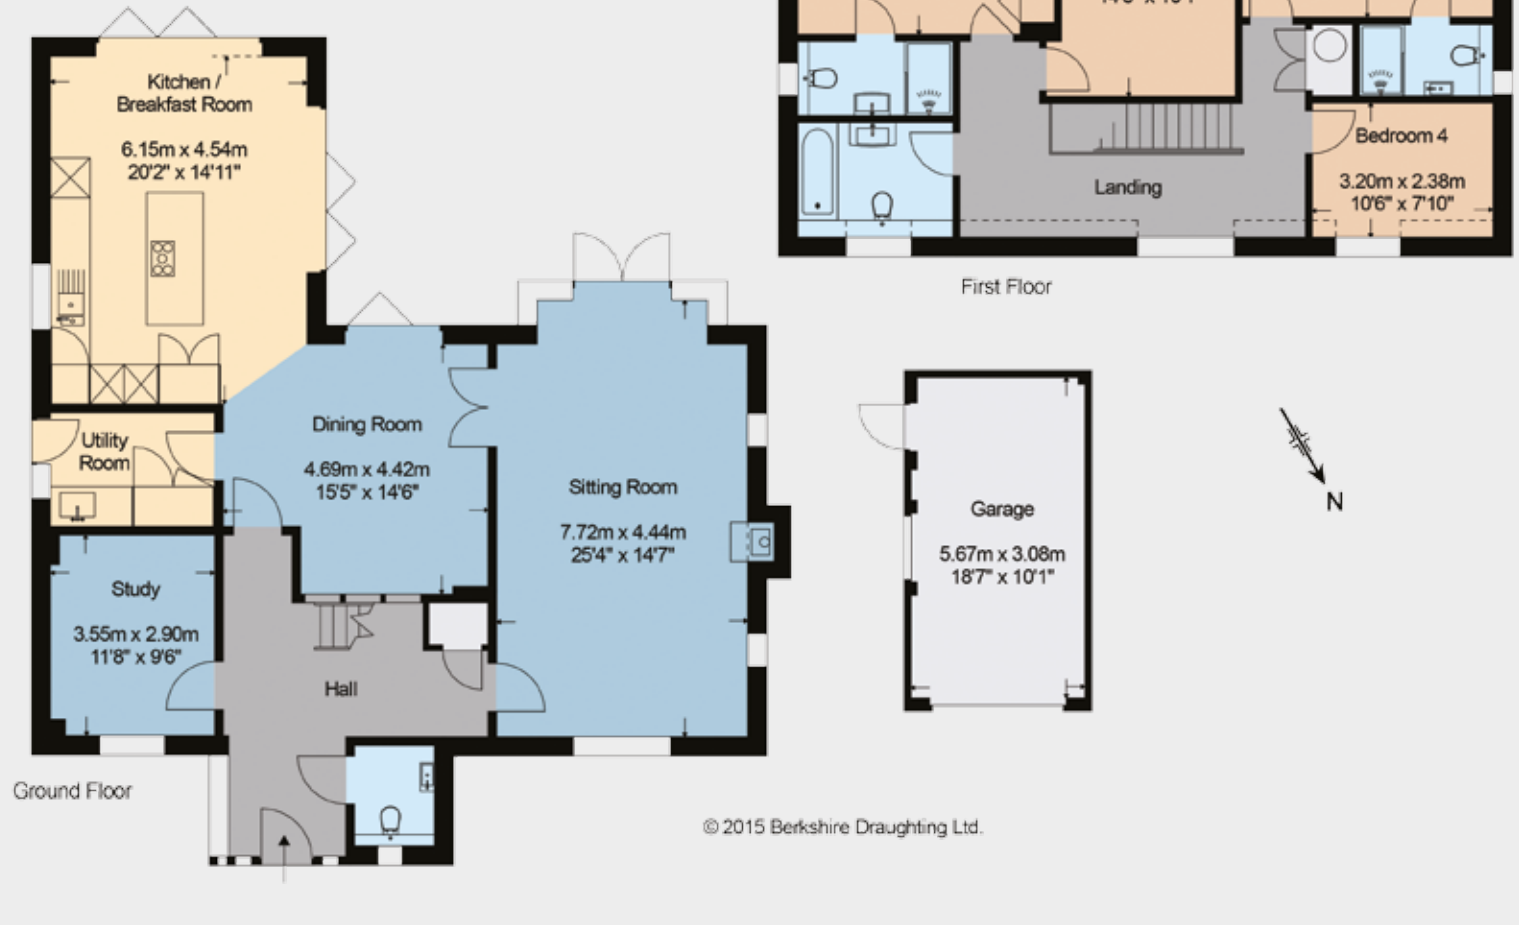 Kitchen /
Breakfast Room
6.15m x 4.54m
20'2" x 14'11"
Utility
Room
Dining Room
4.69m x 4.42m
15'5" x 14'6"
Sitting Room
7.72m x 4.44m
25'4" x 14'7"
Study
3.55m x 2.90m
11'8" x 9'6"
Hall
Ground Floor
Bedroom 4
3.20m x 2.38m
10'6" x 7'10"
Landing
First Floor
Garage
5.67m x 3.08m
18'7" x 10'1"
N
© 2015 Berkshire Draughting Ltd.